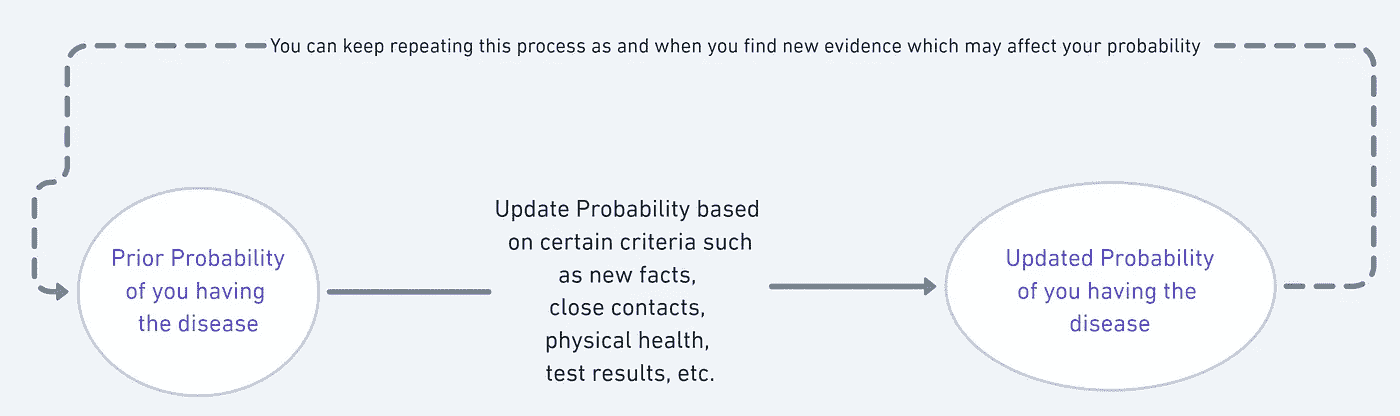 You can keep repeating this process as and when you find new evidence which may affect your probability
Prior Probability
of you having
the disease
Update Probability based
on certain criteria such
as new facts,
close contacts,
physical health,
test results, etc.
Updated Probability
of you having the
disease